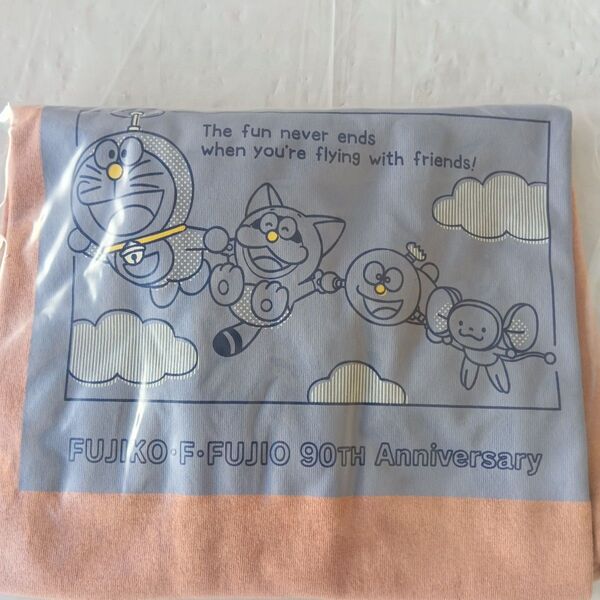 The fun never ends
when you're flying with friends!
FUJIKO・F・FUJIO 90TH Anniversary